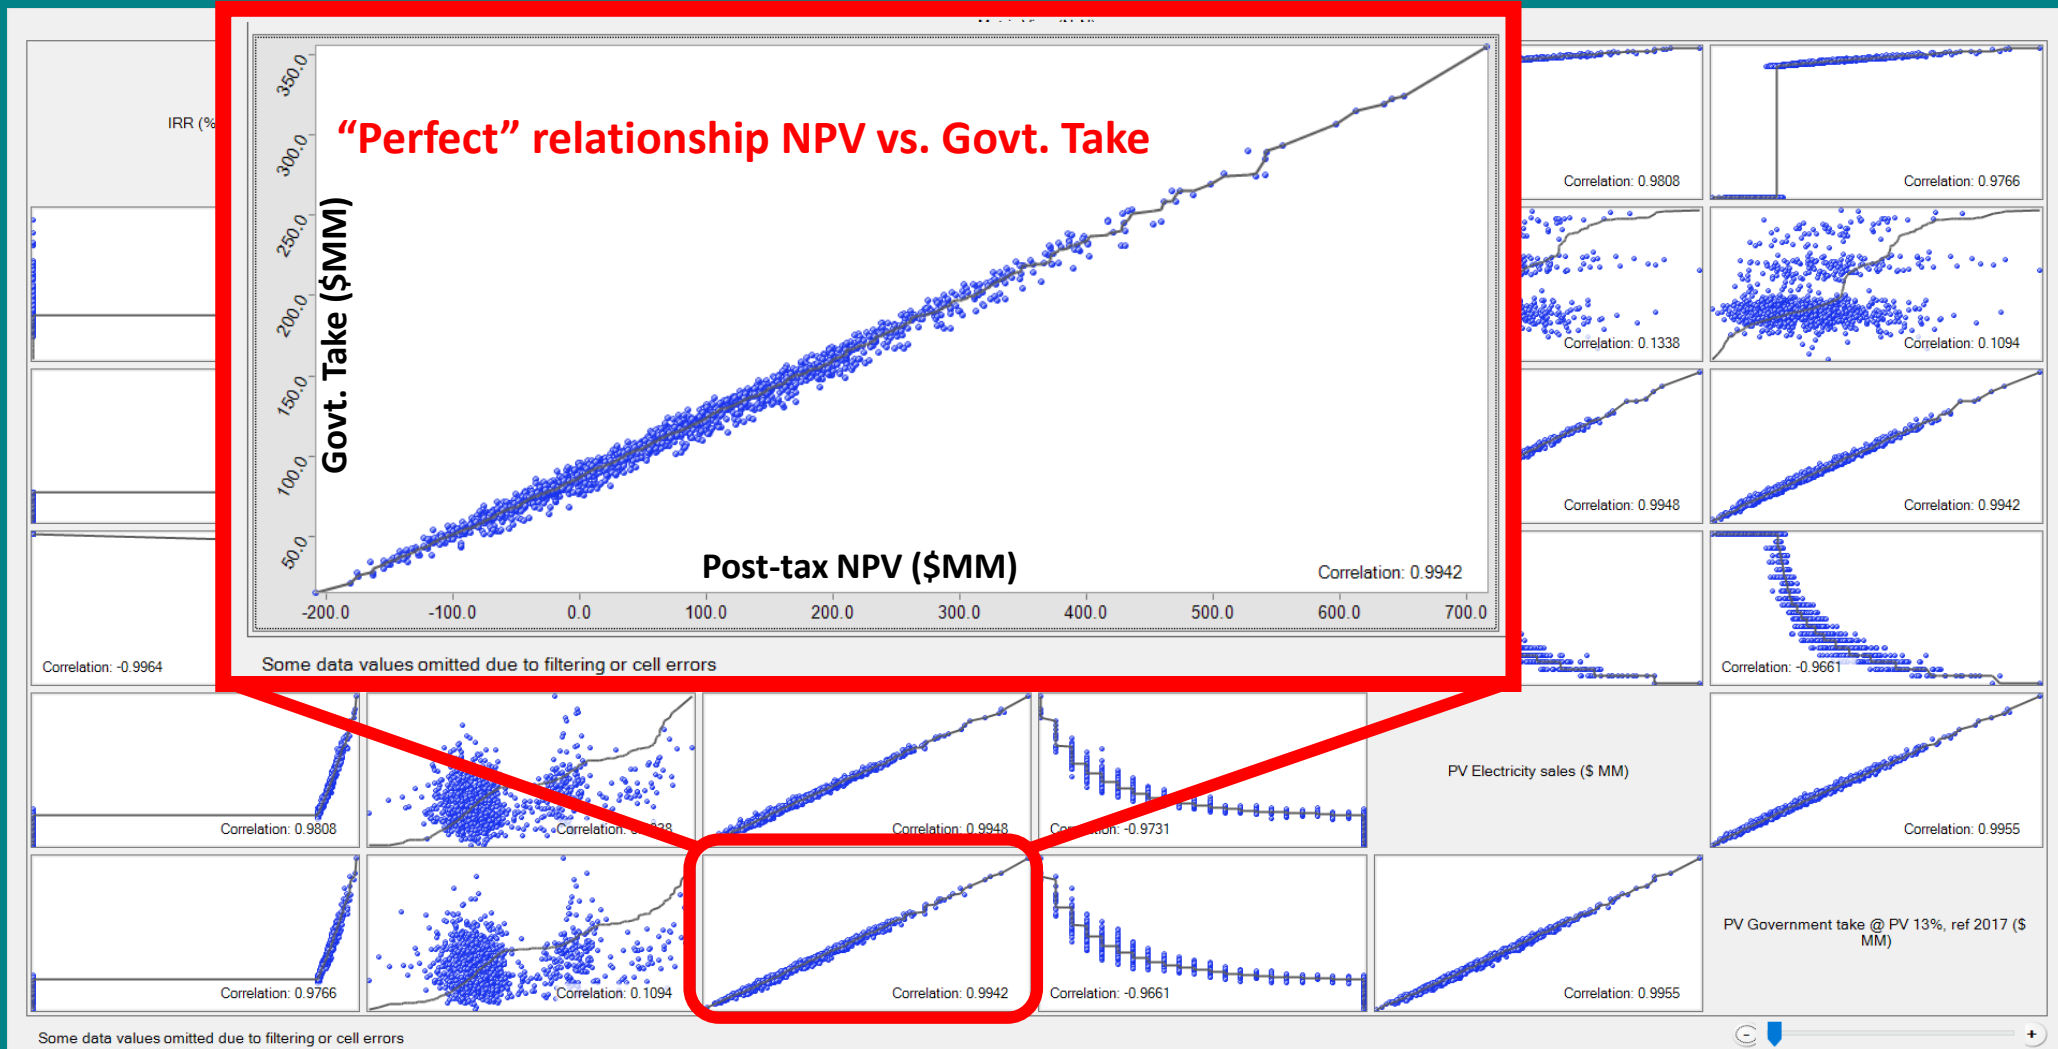 IRR (%
"Perfect" relationship NPV vs. Govt. Take
Govt. Take ($MM)
350.0
300.0
250.0
200.0
150.0
100.0
50.0
Post-tax NPV ($MM)
Correlation: 0.9942
-200.0 -100.0 0.0 100.0 200.0 300.0 400.0 500.0 600.0 700.0
Some data values omitted due to filtering or cell errors
Correlation: 0.9808
Correlation: 0.9766
Correlation: 0.1338
Correlation: 0.1094
Correlation: 0.9948
Correlation: 0.9942
Correlation: -0.9964
Correlation: -0.9661
Correlation: 0.9808
Correlation:
Correlation: 0.9948
Correlation: -0.9731
PV Electricity sales ($ MM)
Correlation: 0.9955
Correlation: 0.9766
Correlation: 0.1094
Correlation: 0.9942
Correlation: -0.9661
Correlation: 0.9955
PV Government take @ PV 13%, ref 2017 ($
MM)
Some data values omitted due to filtering or cell errors